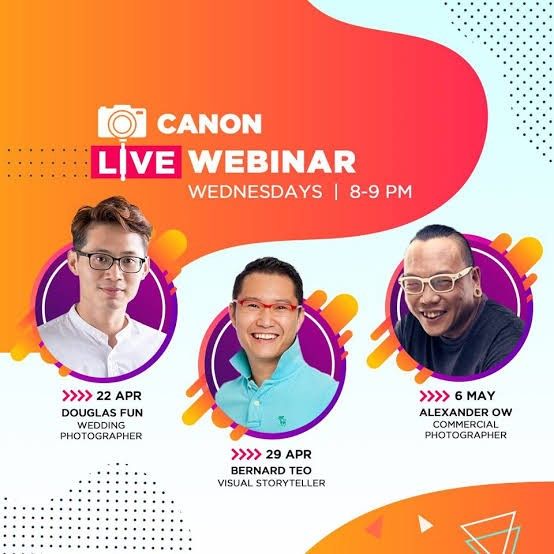 CANON
LIVE WEBINAR
WEDNESDAYS | 8-9 PM
>>>> 22 APR
DOUGLAS FUN
WEDDING
PHOTOGRAPHER
>>>> 29 APR
BERNARD TEO
VISUAL STORYTELLER
>>>> 6 MAY
ALEXANDER OW
COMMERCIAL
PHOTOGRAPHER